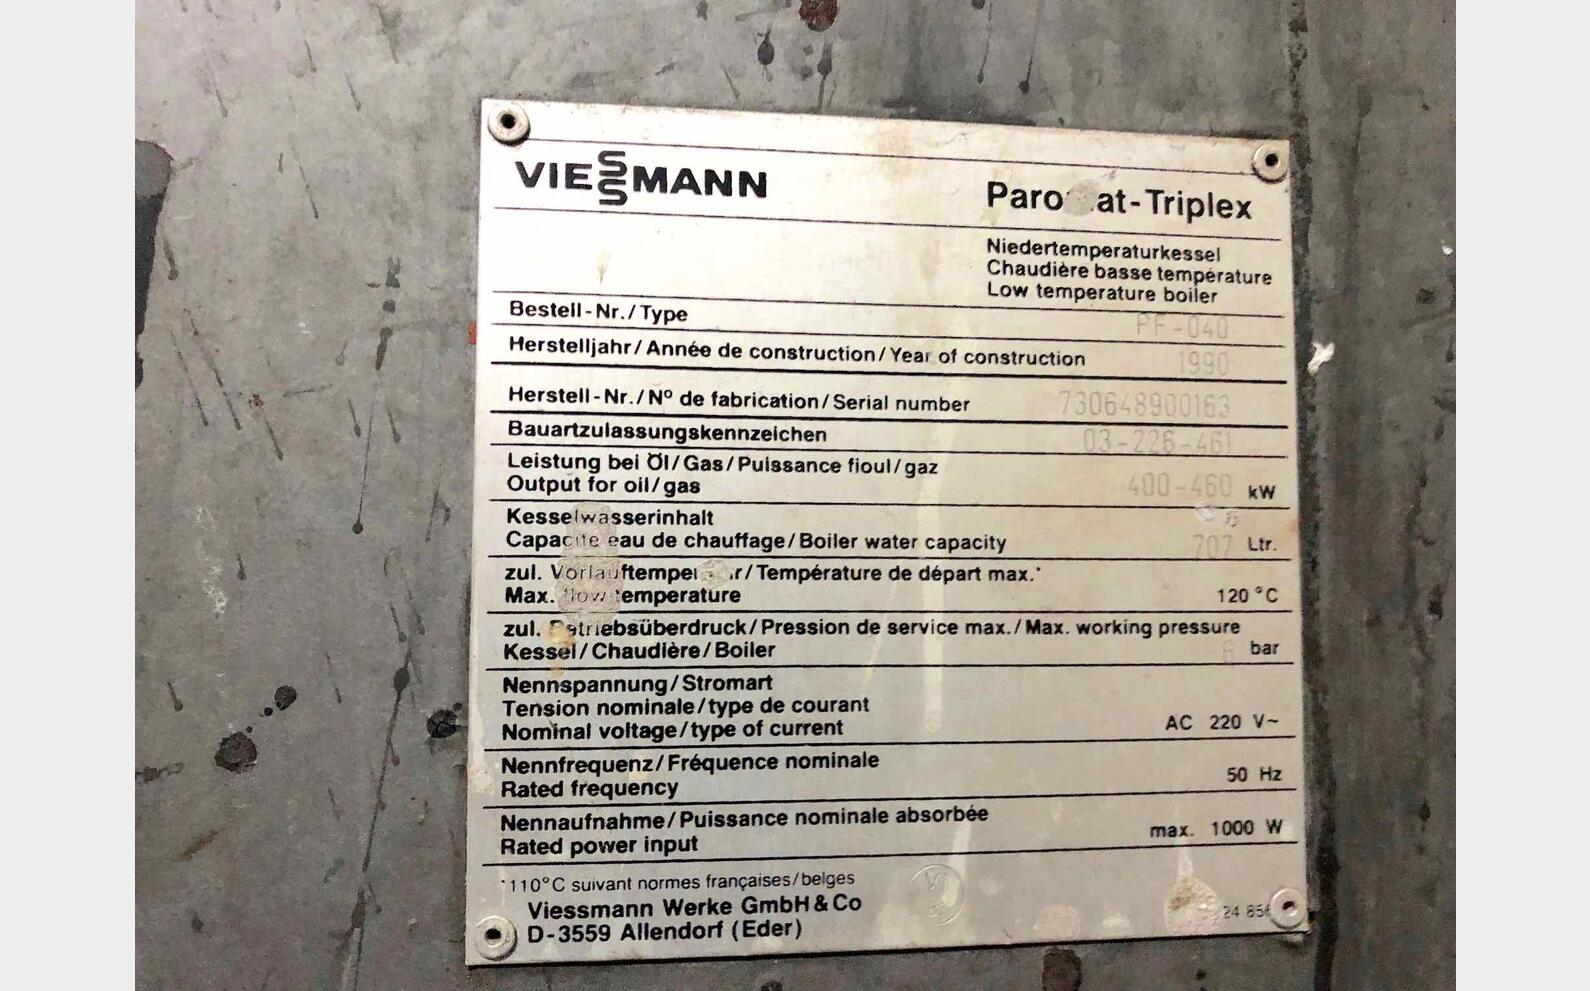 VIESSMANN
Paro at-Triplex
Niedertemperaturkessel
Chaudière basse température
Low temperature boiler
Bestell-Nr./Type PF-040
Herstelljahr/Année de construction/Year of construction 1990
Herstell-Nr./Nº de fabrication/Serial number 730648900163
Bauartzulassungskennzeichen 03-226-461
Leistung bei Öl/Gas/Puissance fioul/gaz
Output for oil/gas 400-460 kW
Kesselwasserinhalt
Capacite eau de chauffage/Boiler water capacity 707 Ltr.
zul. /Température de départ max.*
Max. flow temperature 120 °C
zul. Betriebsüberdruck/Pression de service max./Max. working pressure
Kessel/Chaudière/Boiler 6 bar
Nennspannung/Stromart
Tension nominale/type de courant
Nominal voltage/type of current AC 220 V~
Nennfrequenz/Fréquence nominale
Rated frequency 50 Hz
Nennaufnahme/Puissance nominale absorbée
Rated power input max. 1000 W
*110°C suivant normes françaises/belges
Viessmann Werke GmbH & Co
D-3559 Allendorf (Eder)